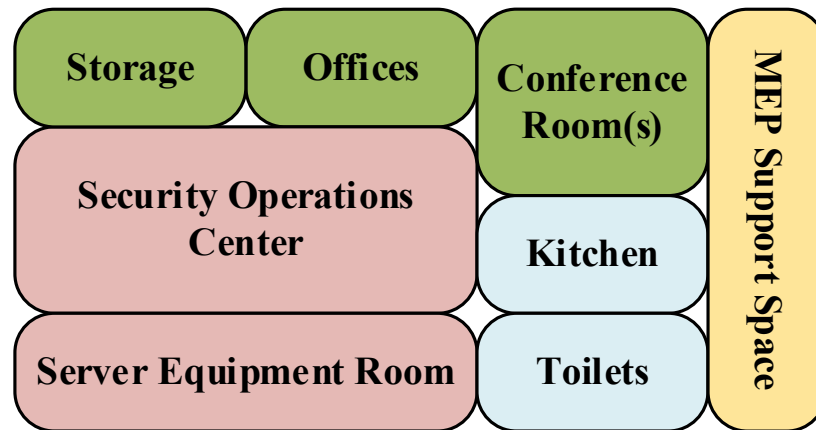 Storage
Offices
Conference
Room(s)
Security Operations
Center
Kitchen
Server Equipment Room
Toilets
MEP Support Space